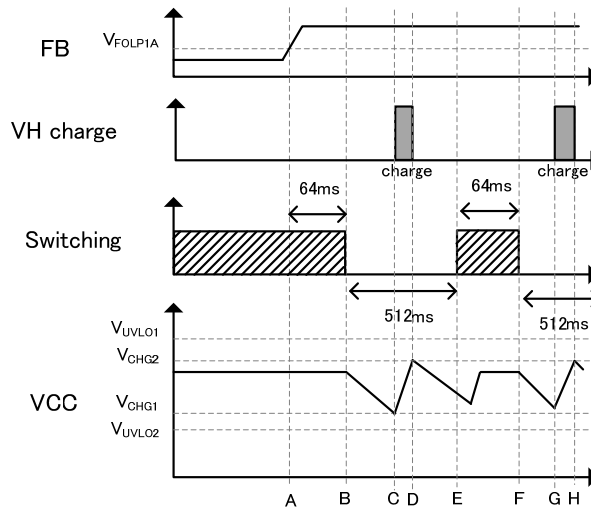 FB
VFOLP1A
VH charge
charge
charge
64ms
64ms
Switching
512ms
512ms
VUVLO1
VCHG2
VCC
VCHG1
VUVLO2
A B C D E F G H